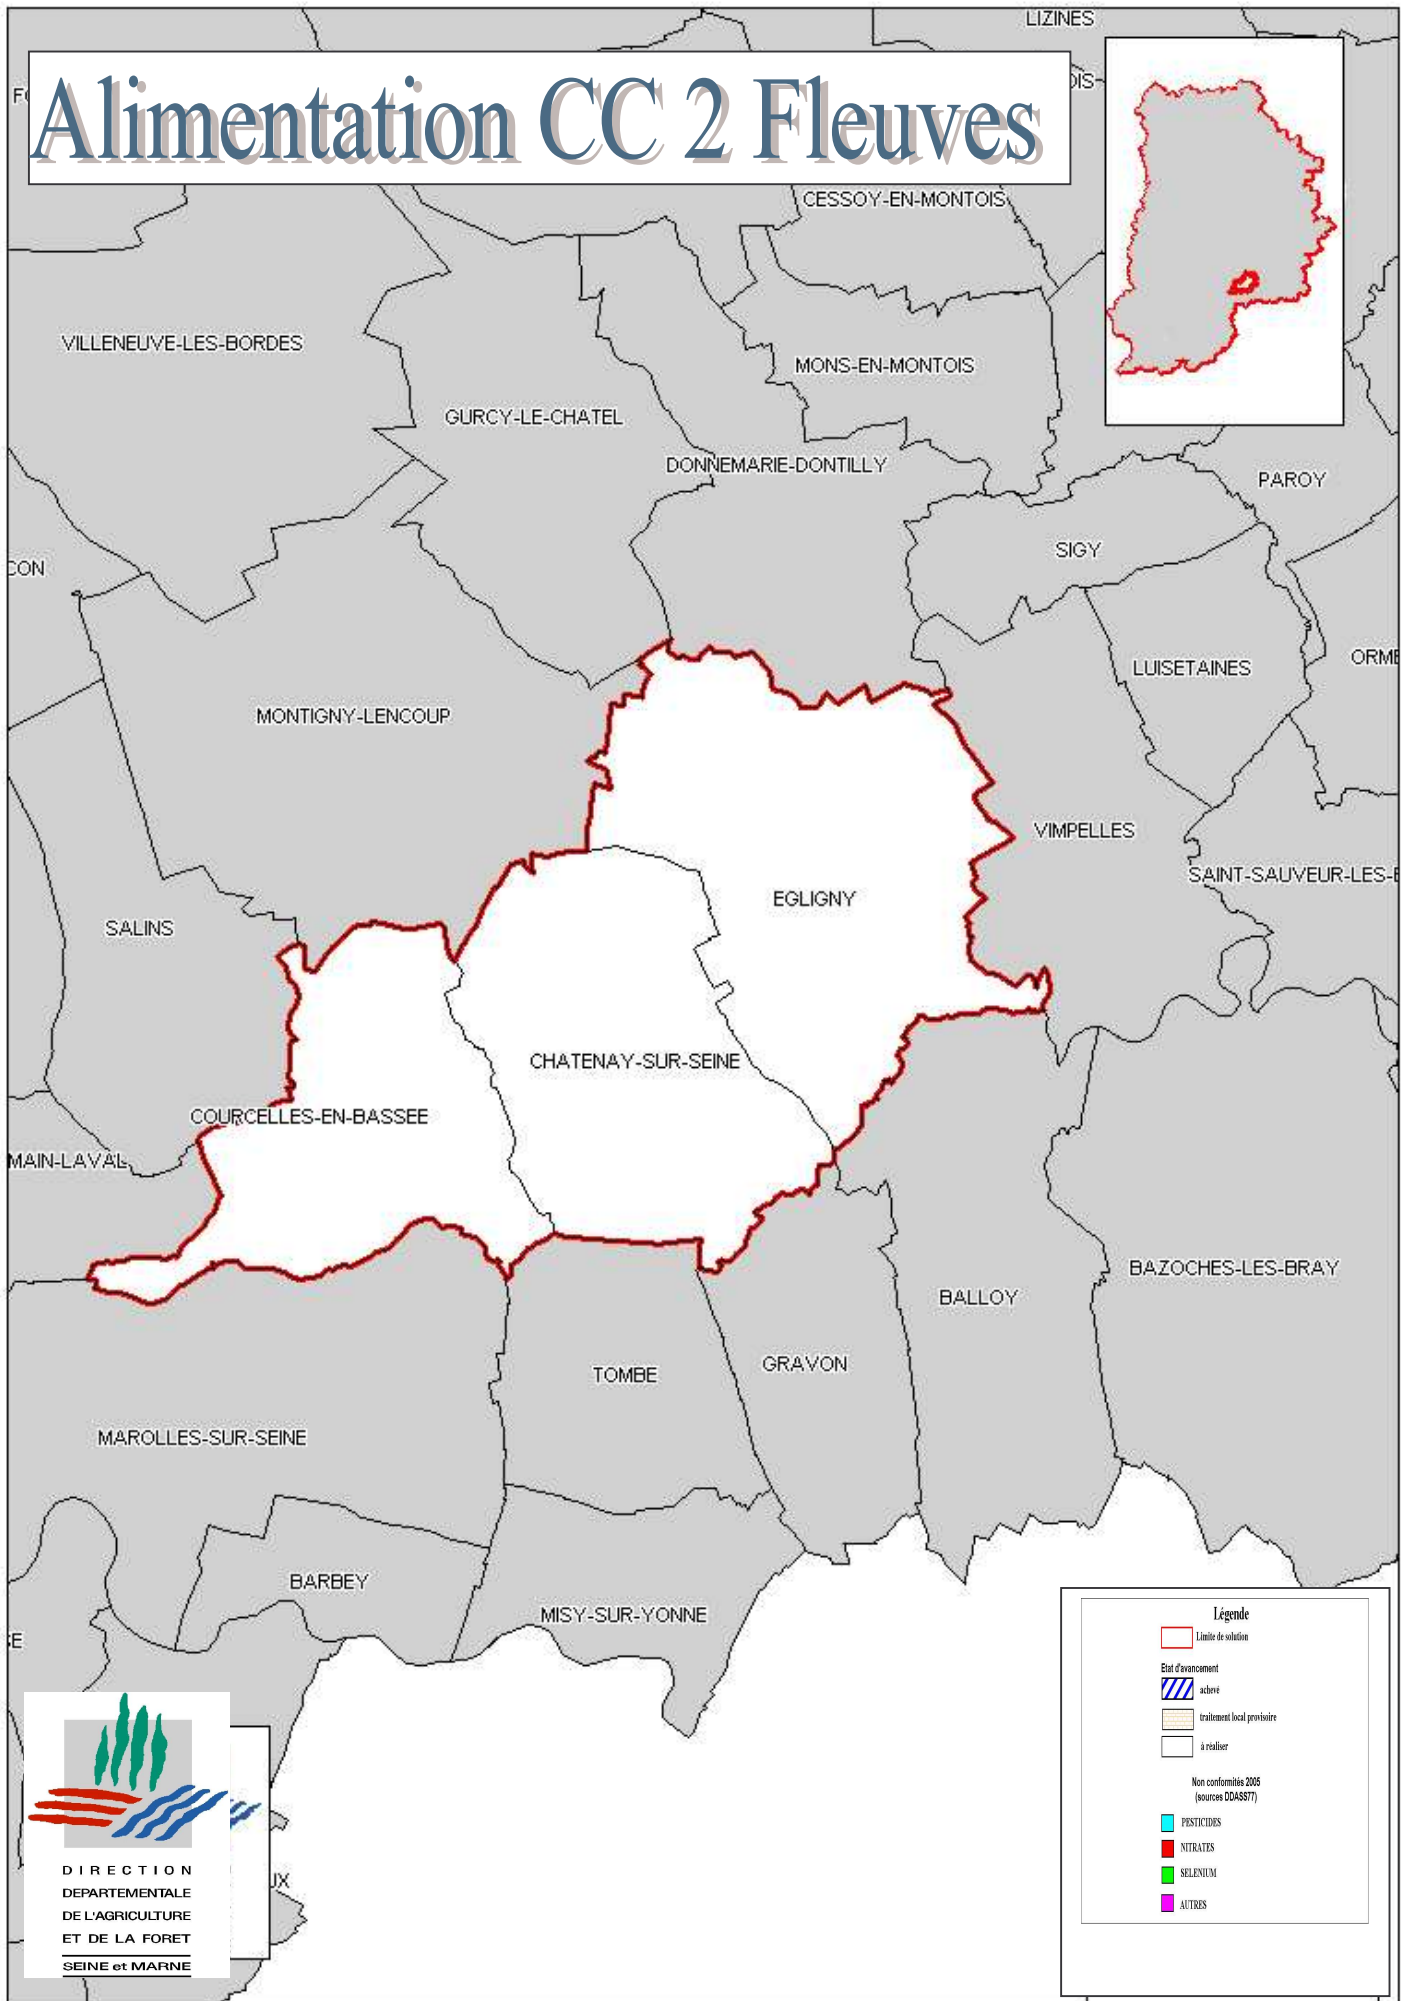 LIZINES
Alimentation CC 2 Fleuves
CESSOY-EN-MONTOIS
VILLENEUVE-LES-BORDES
MONS-EN-MONTOIS
GURCY-LE-CHATEL
DONNEMARIE-DONTILLY
PAROY
SIGY
CON
LUISETAINES
ORME
MONTIGNY-LENCOUP
VIMPELLES
SAINT-SAUVEUR-LES-
EGLIGNY
SALINS
CHATENAY-SUR-SEINE
COURCELLES-EN-BASSEE
MAIN-LAVAL
BAZOCHES-LES-BRAY
BALLOY
GRAVON
TOMBE
MAROLLES-SUR-SEINE
BARBEY
MISY-SUR-YONNE
UX
Légende
Limite de solution
Etat d'avancement
achevé
traitement local provisoire
à réaliser
Non conformités 2005
(sources DDASS77)
PESTICIDES
NITRATES
SELENIUM
AUTRES
DIRECTION
DEPARTEMENTALE
DE L'AGRICULTURE
ET DE LA FORET
SEINE et MARNE